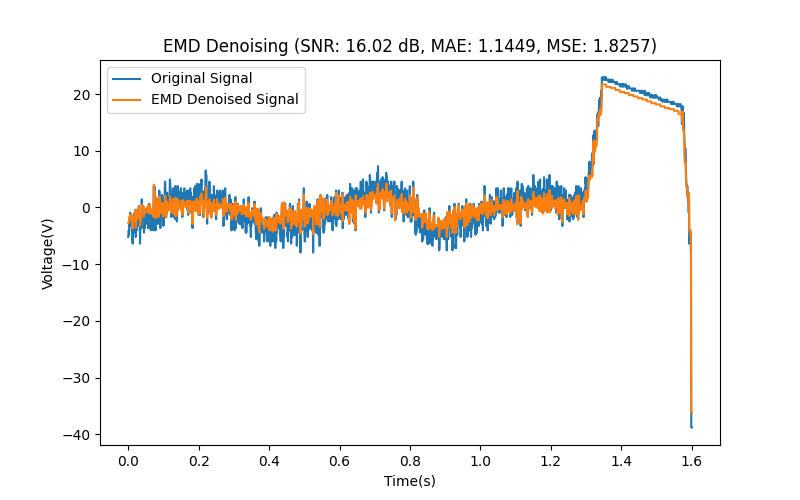 EMD Denoising (SNR: 16.02 dB, MAE: 1.1449, MSE: 1.8257)
Original Signal
EMD Denoised Signal
Voltage(V)
20
10
0
−10
−20
−30
−40
0.0 0.2 0.4 0.6 0.8 1.0 1.2 1.4 1.6
Time(s)